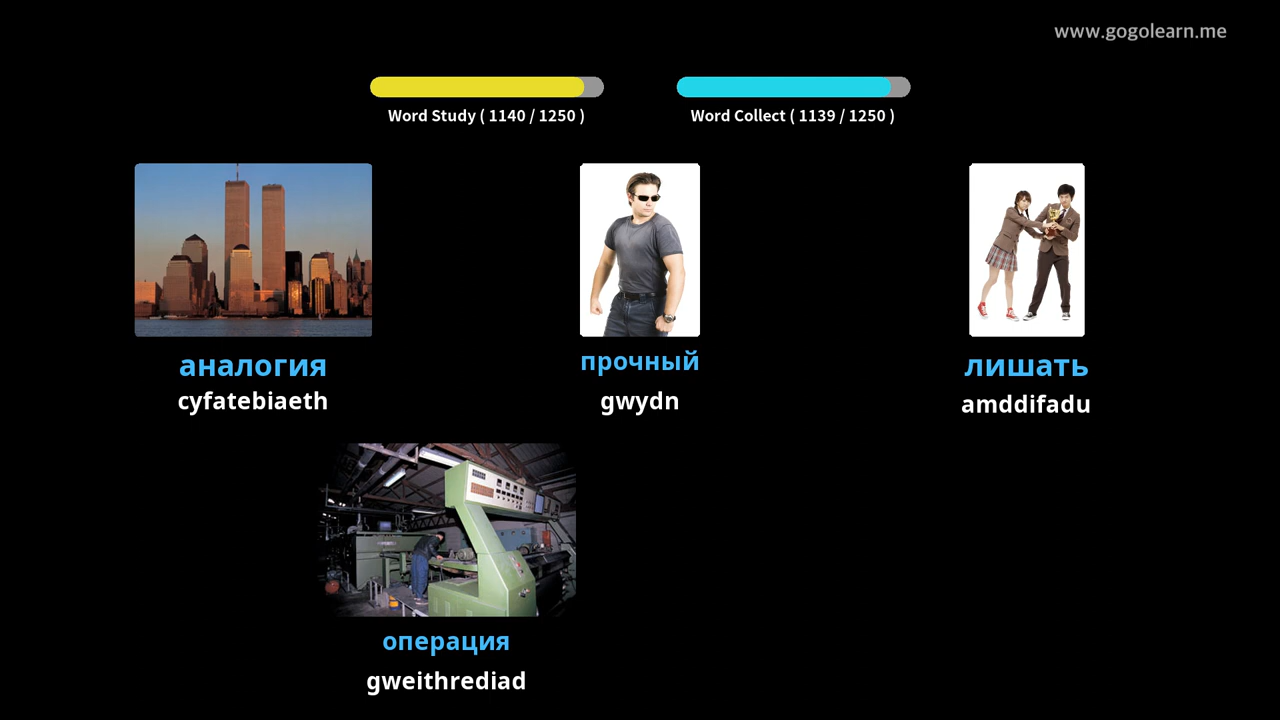 www.gogolearn.me
Word Study ( 1140 / 1250 )
Word Collect ( 1139 / 1250 )
аналогия
cyfatebiaeth
прочный
gwydn
лишать
amddifadu
операция
gweithrediad